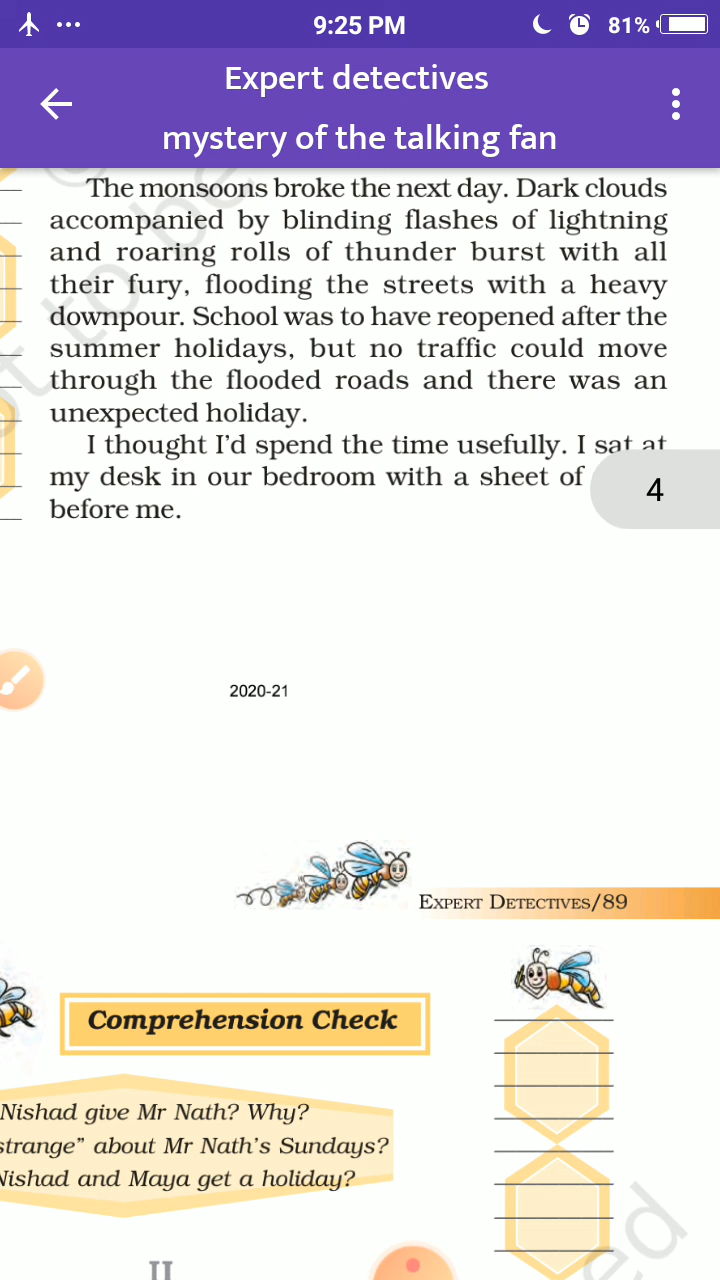 9:25 PM
81%
Expert detectives
mystery of the talking fan
The monsoons broke the next day. Dark clouds
accompanied by blinding flashes of lightning
and roaring rolls of thunder burst with all
their fury, flooding the streets with a heavy
downpour. School was to have reopened after the
summer holidays, but no traffic could move
through the flooded roads and there was an
unexpected holiday.
I thought I'd spend the time usefully. I sat at
my desk in our bedroom with a sheet of
4
before me.
2020-21
EXPERT DETECTIVES/89
Comprehension Check
Nishad give Mr Nath? Why?
strange” about Mr Nath's Sundays?
Nishad and Maya get a holiday?
II